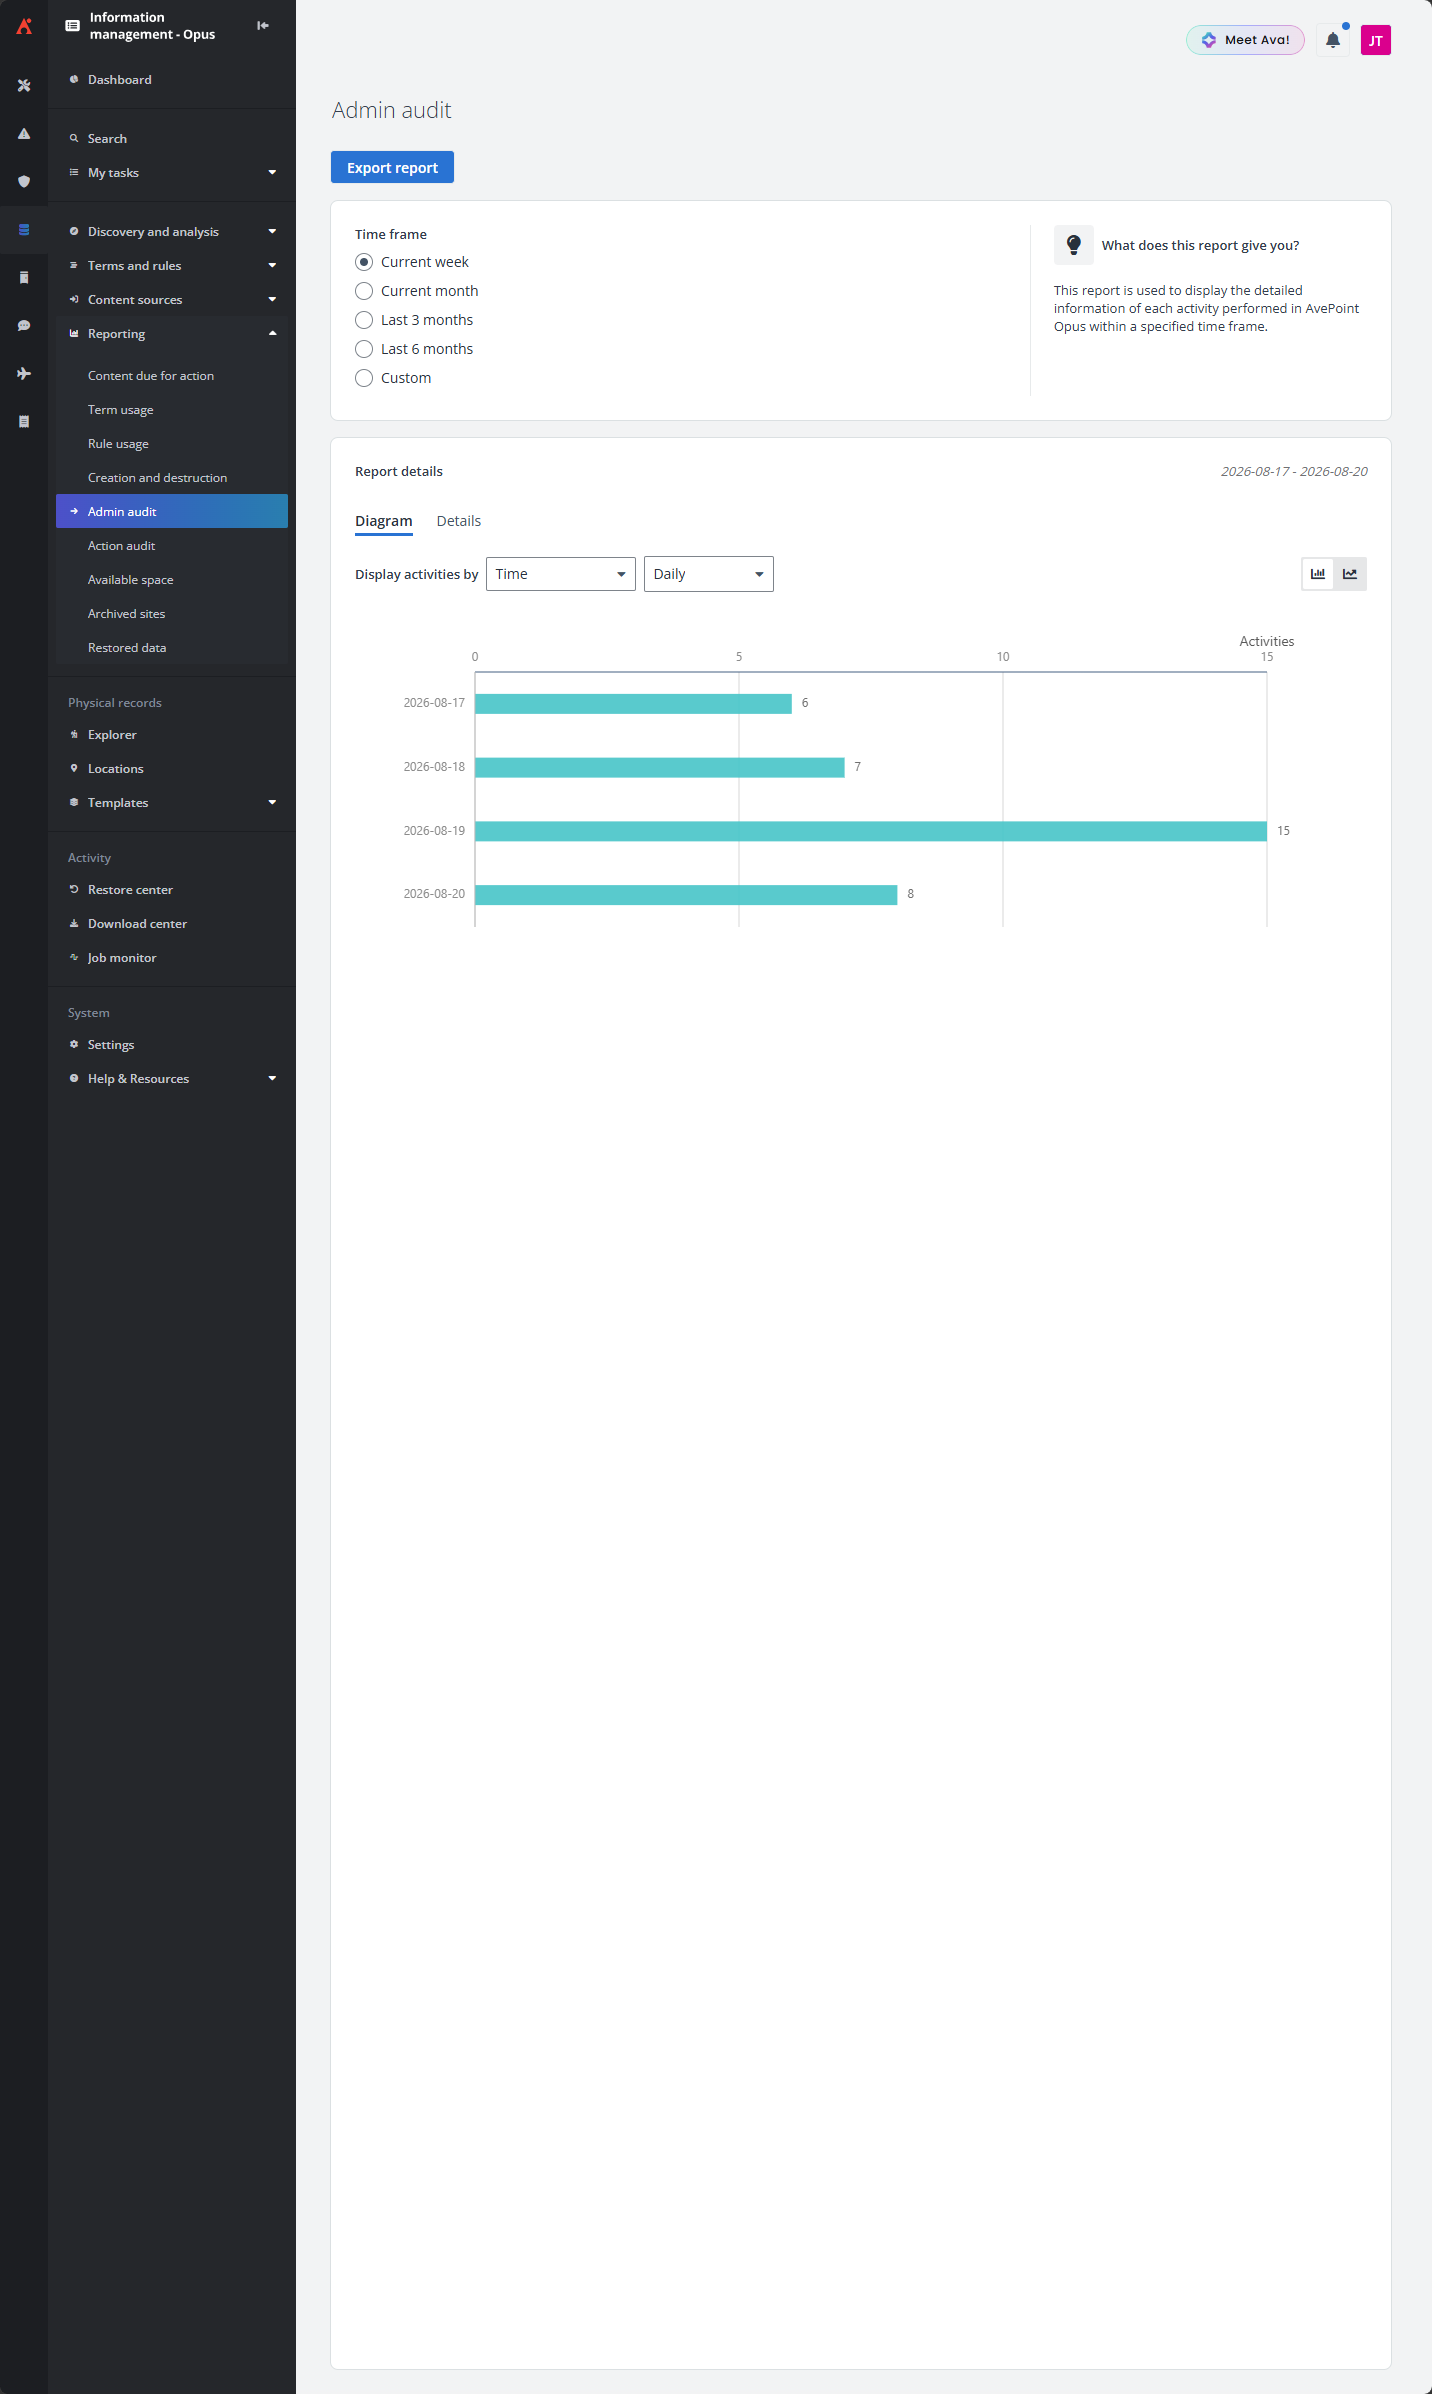 Information
management - Opus
Dashboard
Search
My tasks
Discovery and analysis
Terms and rules
Content sources
Reporting
Content due for action
Term usage
Rule usage
Creation and destruction
Admin audit
Action audit
Available space
Archived sites
Restored data
Physical records
Explorer
Locations
Templates
Activity
Restore center
Download center
Job monitor
System
Settings
Help & Resources
Meet Ava!
JT
Admin audit
Export report
Time frame
Current week
Current month
Last 3 months
Last 6 months
Custom
What does this report give you?
This report is used to display the detailed
information of each activity performed in AvePoint
Opus within a specified time frame.
Report details
2026-08-17 - 2026-08-20
Diagram Details
Display activities by Time Daily
Activities
0 5 10 15
2026-08-17 6
2026-08-18 7
2026-08-19 15
2026-08-20 8